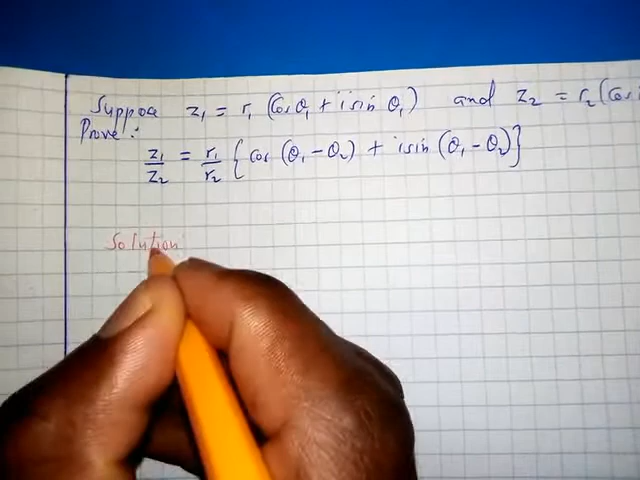 Suppose z₁ = r₁ (Cos θ₁ + i sin θ₁) and z₂ = r₂ (Cos
Prove:
z₁/z₂ = r₁/r₂ { cos (θ₁ - θ₂) + i sin (θ₁ - θ₂) }
Solution